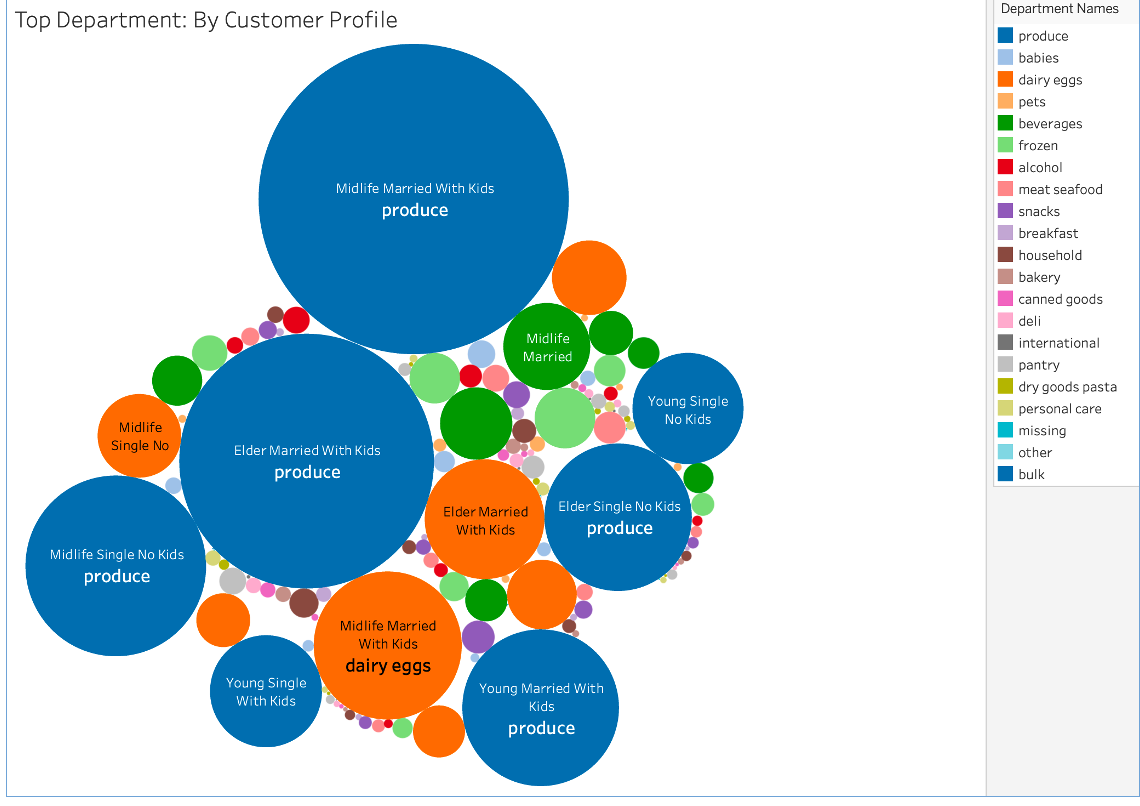 Top Department: By Customer Profile
Midlife Married With Kids
produce
Midlife
Married
Young Single
No Kids
Midlife
Single No
Elder Married With Kids
produce
Elder Married
With Kids
Elder Single No Kids
produce
Midlife Single No Kids
produce
Midlife Married
With Kids
dairy eggs
Young Single
With Kids
Young Married With
Kids
produce
Department Names
produce
babies
dairy eggs
pets
beverages
frozen
alcohol
meat seafood
snacks
breakfast
household
bakery
canned goods
deli
international
pantry
dry goods pasta
personal care
missing
other
bulk